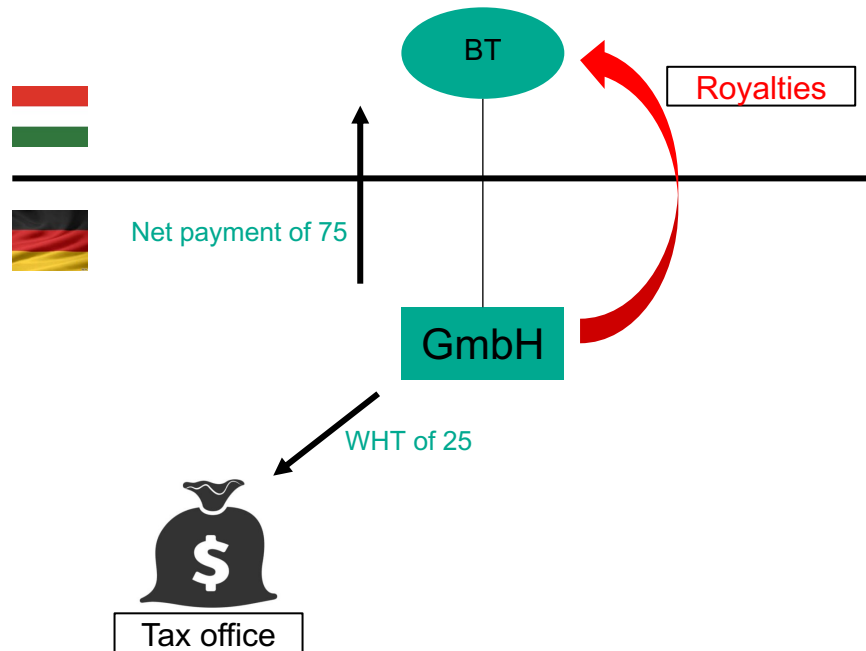 BT
Royalties
Net payment of 75
GmbH
WHT of 25
$
Tax office